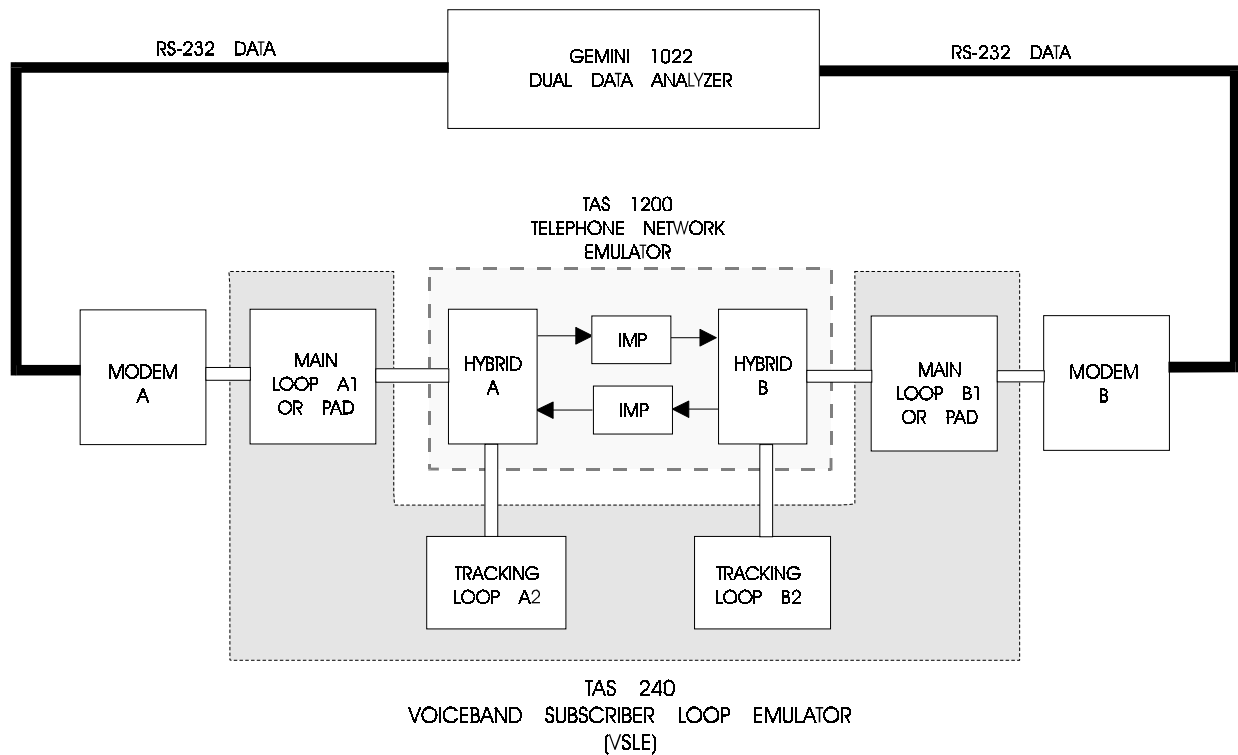 RS-232 DATA
GEMINI 1022
DUAL DATA ANALYZER
RS-232 DATA
TAS 1200
TELEPHONE NETWORK
EMULATOR
MODEM
A
MAIN
LOOP A1
OR PAD
HYBRID
A
IMP
IMP
HYBRID
B
MAIN
LOOP B1
OR PAD
MODEM
B
TRACKING
LOOP A2
TRACKING
LOOP B2
TAS 240
VOICEBAND SUBSCRIBER LOOP EMULATOR
(VSLE)